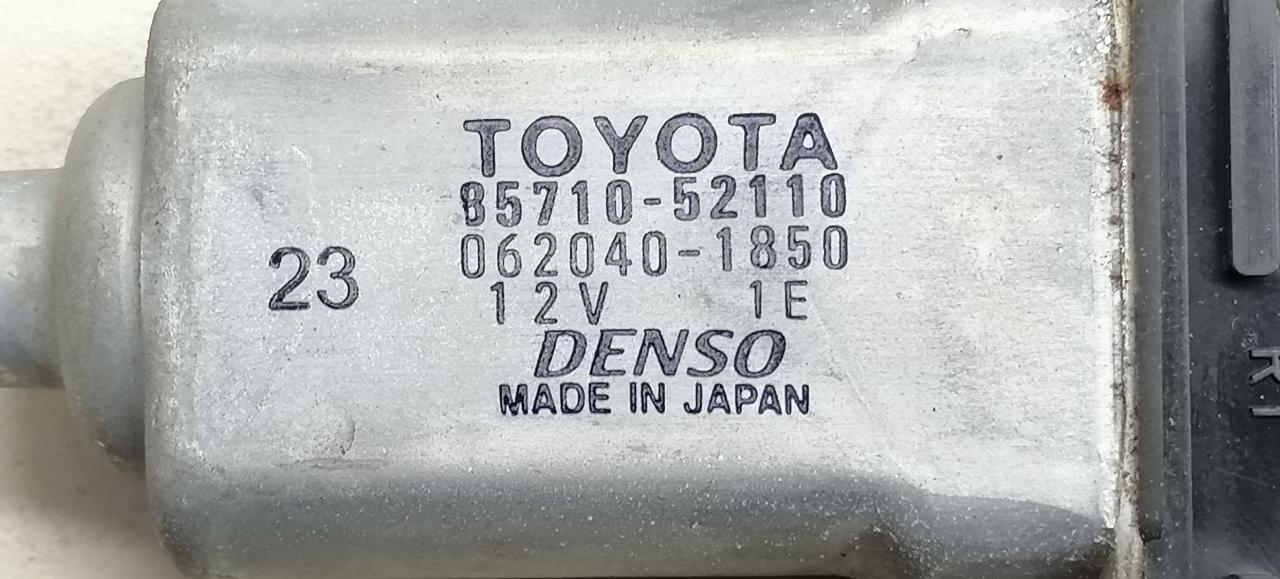 TOYOTA
85710-52110
062040-1850
12V 1E
DENSO
MADE IN JAPAN
23